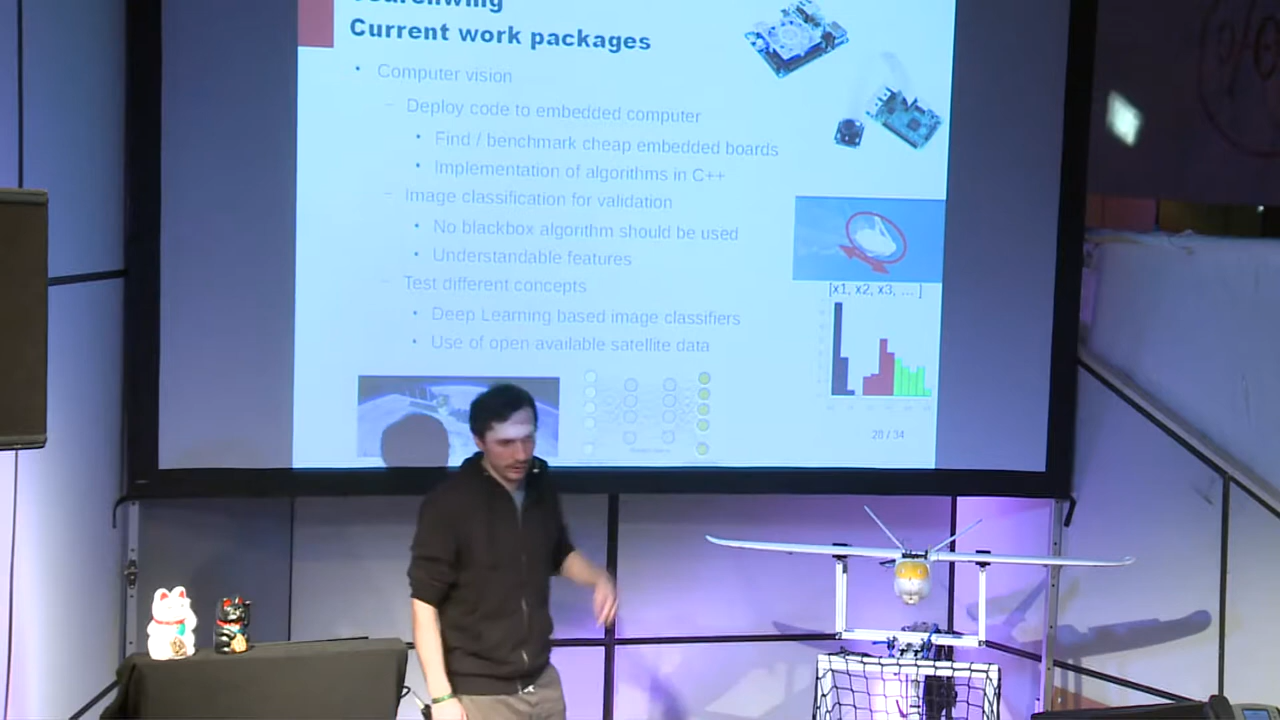 Searchwing
Current work packages
• Computer vision
– Deploy code to embedded computer
• Find / benchmark cheap embedded boards
• Implementation of algorithms in C++
– Image classification for validation
• No blackbox algorithm should be used
• Understandable features
– Test different concepts
• Deep Learning based image classifiers
• Use of open available satellite data
[x1, x2, x3, ... ]
20 / 34